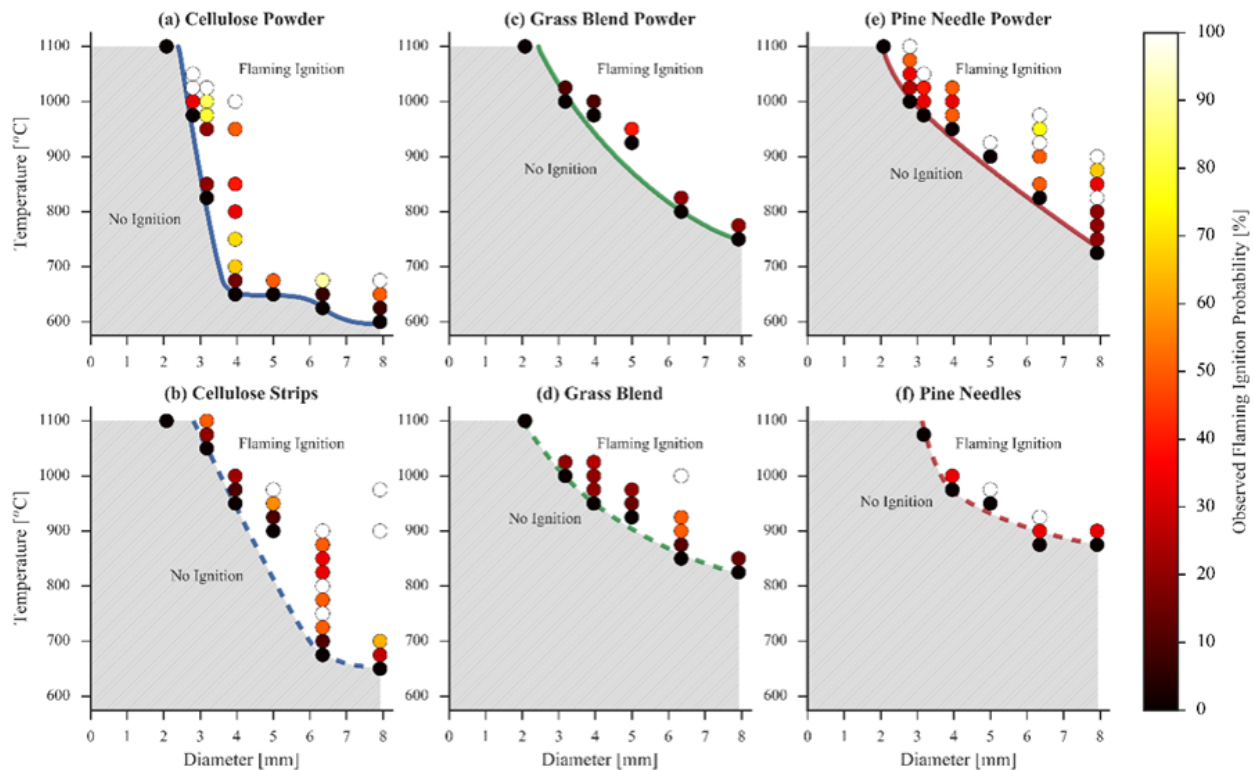 (a) Cellulose Powder
(c) Grass Blend Powder
(e) Pine Needle Powder
1100
1000
900
800
700
600
Temperature [°C]
Flaming Ignition
No Ignition
0 1 2 3 4 5 6 7 8
1100
1000
900
800
700
600
Flaming Ignition
No Ignition
0 1 2 3 4 5 6 7 8
1100
1000
900
800
700
600
Flaming Ignition
No Ignition
0 1 2 3 4 5 6 7 8
(b) Cellulose Strips
(d) Grass Blend
(f) Pine Needles
1100
1000
900
800
700
600
Temperature [°C]
Flaming Ignition
No Ignition
0 1 2 3 4 5 6 7 8
Diameter [mm]
1100
1000
900
800
700
600
Flaming Ignition
No Ignition
0 1 2 3 4 5 6 7 8
Diameter [mm]
1100
1000
900
800
700
600
Flaming Ignition
No Ignition
0 1 2 3 4 5 6 7 8
Diameter [mm]
100
90
80
70
60
50
40
30
20
10
0
Observed Flaming Ignition Probability [%]